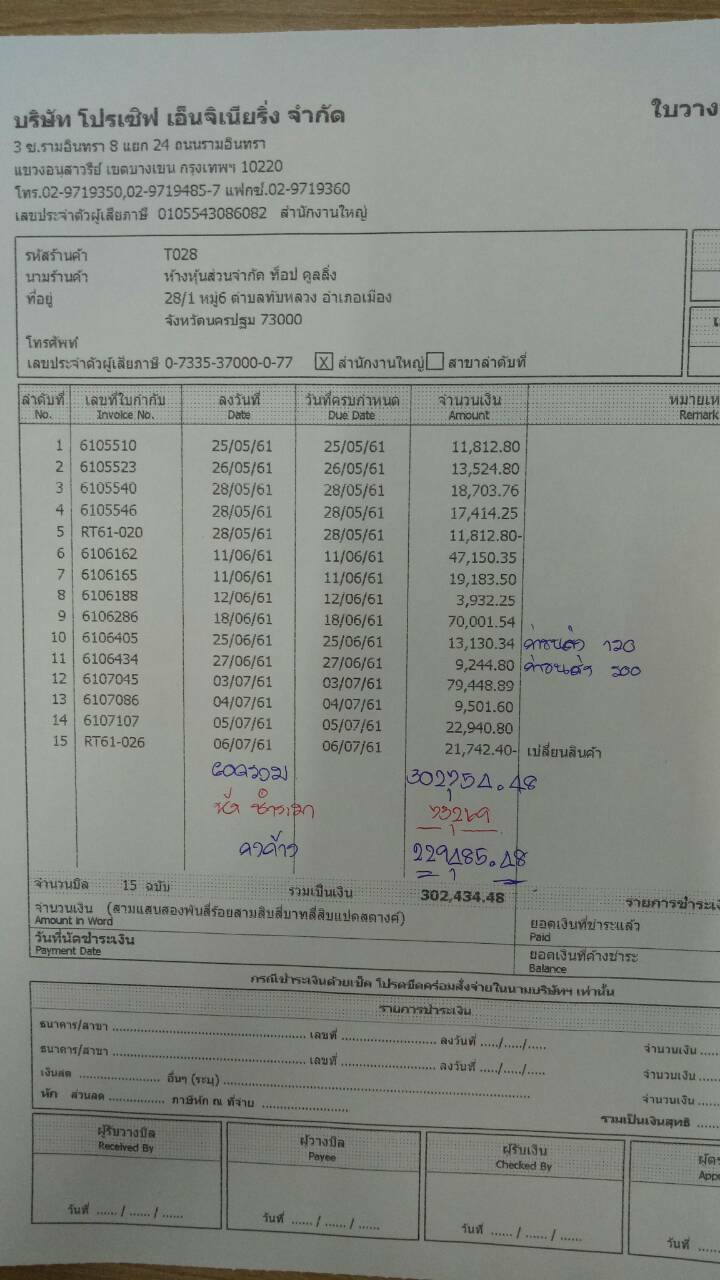 บริษัท โปรเซิฟ เอ็นจิเนียริ่ง จำกัด ใบวาง
3 ซ.รามอินทรา 8 แยก 24 ถนนรามอินทรา
แขวงอนุสาวรีย์ เขตบางเขน กรุงเทพฯ 10220
โทร.02-9719350,02-9719485-7 แฟกซ์.02-9719360
เลขประจำตัวผู้เสียภาษี 0105543086082 สำนักงานใหญ่
รหัสร้านค้า T028
นามร้านค้า ห้างหุ้นส่วนจำกัด ท็อป คูลลิ่ง
ที่อยู่ 28/1 หมู่6 ตำบลทัพหลวง อำเภอเมือง
จังหวัดนครปฐม 73000
โทรศัพท์
เลขประจำตัวผู้เสียภาษี 0-7335-37000-0-77 X สำนักงานใหญ่ สาขาลำดับที่
ลำดับที่ เลขที่ใบกำกับ ลงวันที่ วันที่ครบกำหนด จำนวนเงิน หมายเห
No. Invoice No. Date Due Date Amount Remark
1 6105510 25/05/61 25/05/61 11,812.80
2 6105523 26/05/61 26/05/61 13,524.80
3 6105540 28/05/61 28/05/61 18,703.76
4 6105546 28/05/61 28/05/61 17,414.25
5 RT61-020 28/05/61 28/05/61 11,812.80-
6 6106162 11/06/61 11/06/61 47,150.35
7 6106165 11/06/61 11/06/61 19,183.50
8 6106188 12/06/61 12/06/61 3,932.25
9 6106286 18/06/61 18/06/61 70,001.54
10 6106405 25/06/61 25/06/61 13,130.34 ค่าขนส่ง 120
11 6106434 27/06/61 27/06/61 9,244.80 ค่าขนส่ง 200
12 6107045 03/07/61 03/07/61 79,448.89
13 6107086 04/07/61 04/07/61 9,501.60
14 6107107 05/07/61 05/07/61 22,940.80
15 RT61-026 06/07/61 06/07/61 21,742.40- เปลี่ยนสินค้า
ยอดรวม 302,754.48
หัก ชำระมา
คงค้าง 229,485.48
จำนวนบิล 15 ฉบับ รวมเป็นเงิน 302,434.48 รายการชำระเงิ
จำนวนเงิน (สามแสนสองพันสี่ร้อยสามสิบสี่บาทสี่สิบแปดสตางค์) ยอดเงินที่ชำระแล้ว
Amount in Word Paid
วันที่นัดชำระเงิน ยอดเงินที่ค้างชำระ
Payment Date Balance
กรณีชำระเงินด้วยเช็ค โปรดขีดคร่อมสั่งจ่ายในนามบริษัทฯ เท่านั้น
รายการชำระเงิน
ธนาคาร/สาขา ........ เลขที่ ........ ลงวันที่ ...../...../..... จำนวนเงิน .....
ธนาคาร/สาขา ........ เลขที่ ........ ลงวันที่ ...../...../..... จำนวนเงิน .....
เงินสด ........ อื่นๆ (ระบุ) ........ จำนวนเงิน .....
หัก ส่วนลด ........ ภาษีหัก ณ ที่จ่าย ........ รวมเป็นเงินสุทธิ .....
ผู้รับวางบิล ผู้วางบิล ผู้รับเงิน
Received By Payee Checked By
วันที่ ...... / ...... / ...... วันที่ ...... / ...... / ...... วันที่ ...... / ...... / ...... วันที่ ......